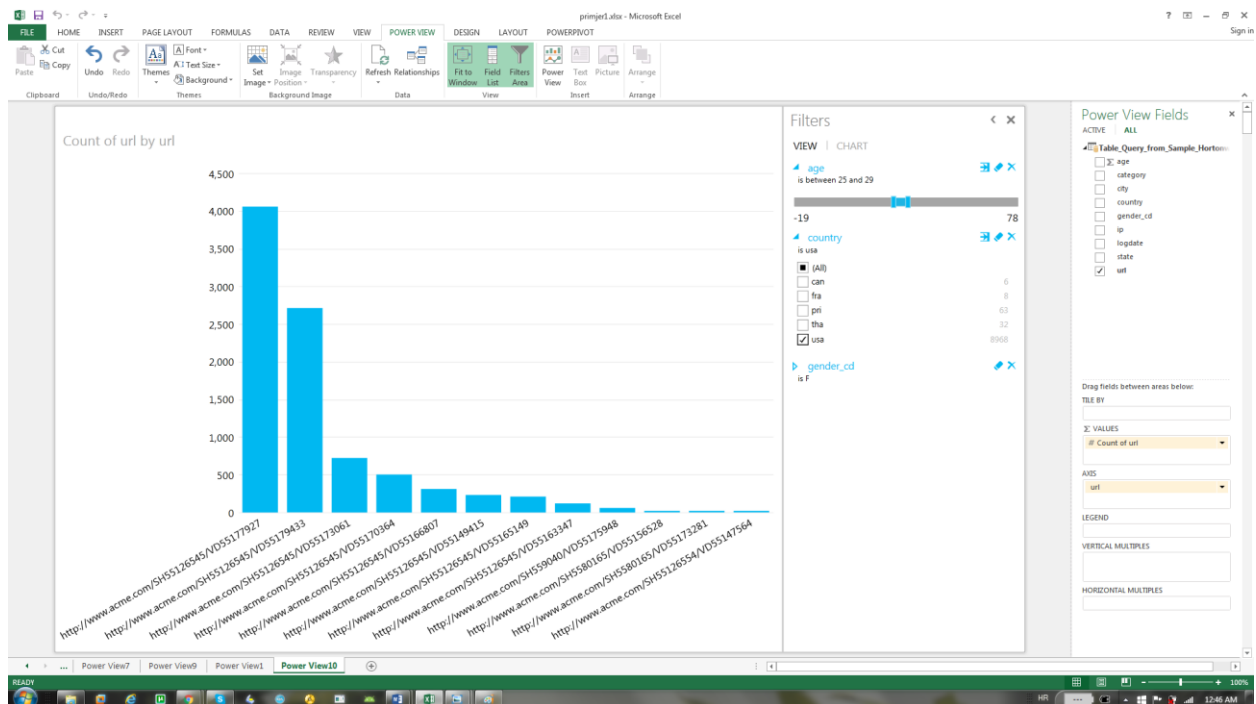 primjer1.xlsx - Microsoft Excel
Sign in
FILE HOME INSERT PAGE LAYOUT FORMULAS DATA REVIEW VIEW POWER VIEW DESIGN LAYOUT POWERPIVOT
Paste
Cut
Copy
Clipboard
Undo Redo
Undo/Redo
Themes
Font
Text Size
Background
Themes
Set Image
Image Position
Transparency
Background Image
Refresh Relationships
Data
Fit to Window
Field List
Filters Area
View
Power View
Text Box
Picture
Insert
Arrange
Arrange
Count of url by url
4,500
4,000
3,500
3,000
2,500
2,000
1,500
1,000
500
0
http://www.acme.com/SH55126545/VD55177927
http://www.acme.com/SH55126545/VD55179433
http://www.acme.com/SH55126545/VD55173061
http://www.acme.com/SH55126545/VD55170364
http://www.acme.com/SH55126545/VD55166807
http://www.acme.com/SH55126545/VD55149415
http://www.acme.com/SH55126545/VD55165149
http://www.acme.com/SH55126545/VD55163347
http://www.acme.com/SH559040/VD55175948
http://www.acme.com/SH5580165/VD55156528
http://www.acme.com/SH5580165/VD55173281
http://www.acme.com/SH55126554/VD55147564
Filters
VIEW | CHART
age
is between 25 and 29
-19 78
country
is usa
(All)
can 6
fra 8
pri 63
tha 32
usa 8968
gender_cd
is F
Power View Fields
ACTIVE | ALL
Table_Query_from_Sample_Horton
Σ age
category
city
country
gender_cd
ip
logdate
state
url
Drag fields between areas below:
TILE BY
Σ VALUES
# Count of url
AXIS
url
LEGEND
VERTICAL MULTIPLES
HORIZONTAL MULTIPLES
... Power View7 Power View9 Power View1 Power View10
READY
100%
HR
12:46 AM